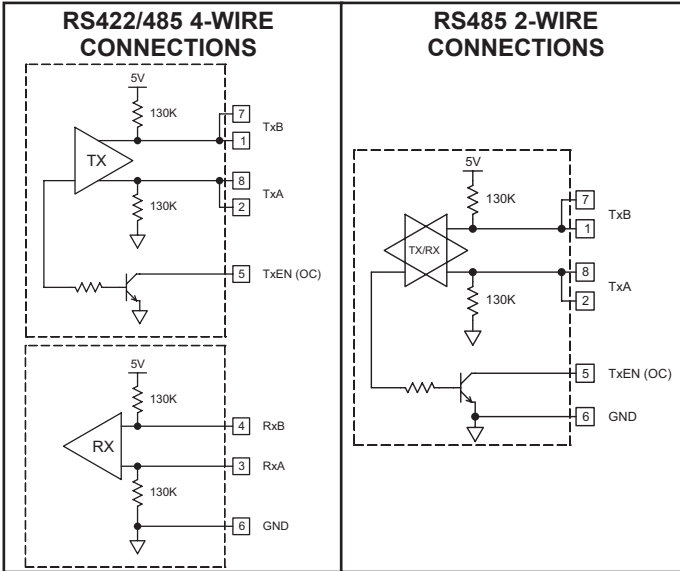 RS422/485 4-WIRE
CONNECTIONS
5V
130K
7
TxB
1
TX
8
TxA
130K
2
5
TxEN (OC)
5V
130K
4
RxB
RX
3
RxA
130K
6
GND
RS485 2-WIRE
CONNECTIONS
5V
130K
7
TxB
1
TX/RX
8
TxA
130K
2
5
TxEN (OC)
6
GND